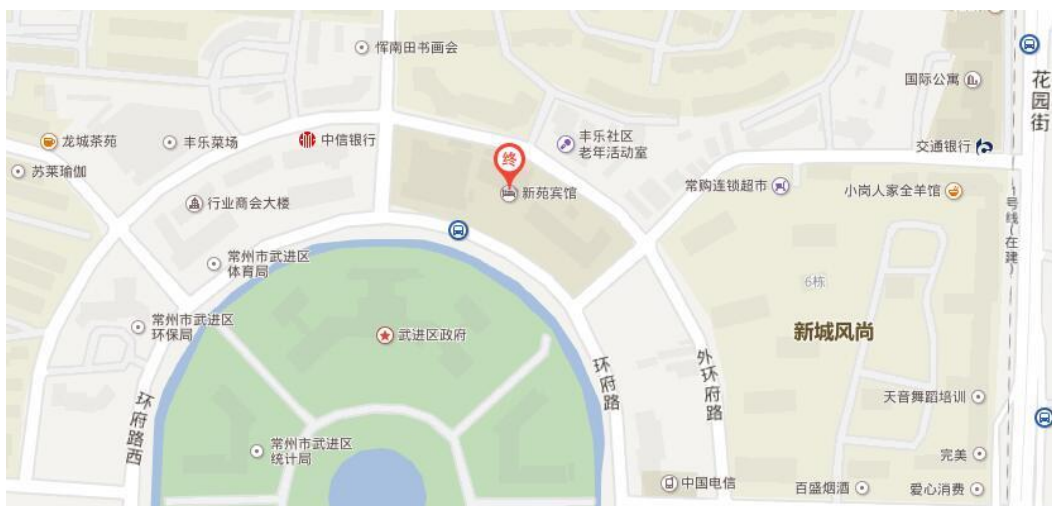 恽南田书画会
国际公寓
花园街
龙城茶苑
丰乐菜场
中信银行
丰乐社区
老年活动室
交通银行
终
苏莱瑜伽
新苑宾馆
常购连锁超市
小岗人家全羊馆
1号线(在建)
行业商会大楼
常州市武进区
体育局
6栋
常州市武进区
环保局
武进区政府
新城风尚
环府路
外环府路
环府路西
天音舞蹈培训
常州市武进区
统计局
完美
中国电信
百盛烟酒
爱心消费